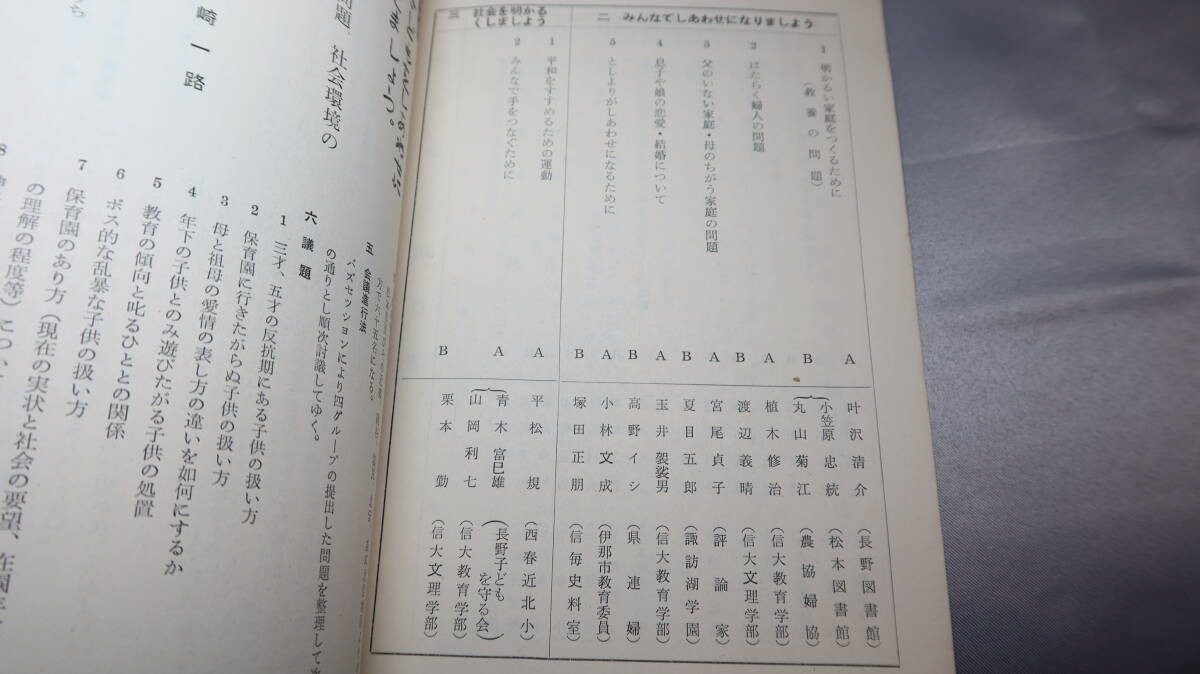 二　みんなでしあわせになりましよう
1　明かるい家庭をつくるために
（教養の問題）
A　叶沢清介（長野図書館）
B　小笠原忠統（松本図書館）
丸山菊江（農協婦協）
2　はたらく婦人の問題
A　植木修治（信大教育学部）
B　渡辺義晴（信大文理学部）
3　父のいない家庭・母のちがう家庭の問題
A　宮尾貞子（評論家）
B　夏目五郎（諏訪湖学園）
4　息子や娘の恋愛・結婚について
A　玉井袈裟男（信大教育学部）
B　高野イシ（県連婦）
5　としよりがしあわせになるために
A　小林文成（伊那市教育委員）
B　塚田正朋（信毎史料室）
三　社会を明かる
くしましよう
1　平和をすすめるための運動
A　平松規（西春近北小）
2　みんなで手をつなぐために
A　青木富巳雄（長野子どもを守る会）
山岡利七（信大教育学部）
B　栗本勤（信大文理学部）
ましよう。
問題、社会環境の
崎一路
万で六十五名になる。
五　会議進行法
バズセッションにより四グループの提出した問題を整理して
の通りとし順次討議してゆく。
六　議題
1　三才、五才の反抗期にある子供の扱い方
2　保育園に行きたがらぬ子供の扱い方
3　母と祖母の愛情の表し方の違いを如何にするか
4　年下の子供とのみ遊びたがる子供の処置
5　教育の傾向と叱るひととの関係
6　ボス的な乱暴な子供の扱い方
7　保育園のあり方（現在の実状と社会の要望、在園
の理解の程度等）につい
8